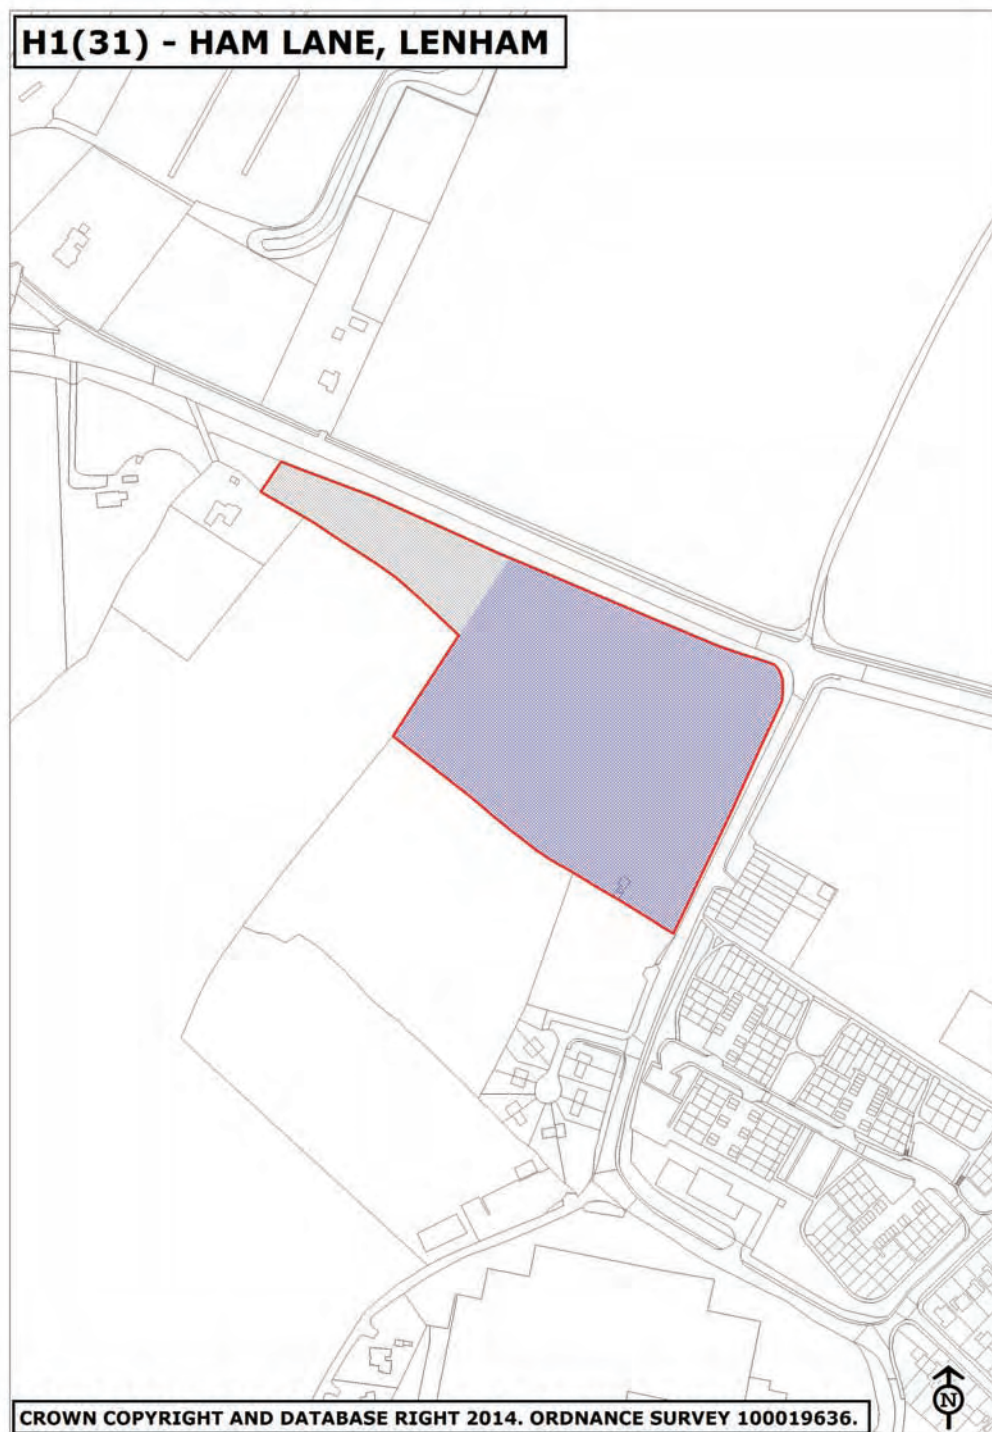 H1(31) - HAM LANE, LENHAM
N
CROWN COPYRIGHT AND DATABASE RIGHT 2014. ORDNANCE SURVEY 100019636.